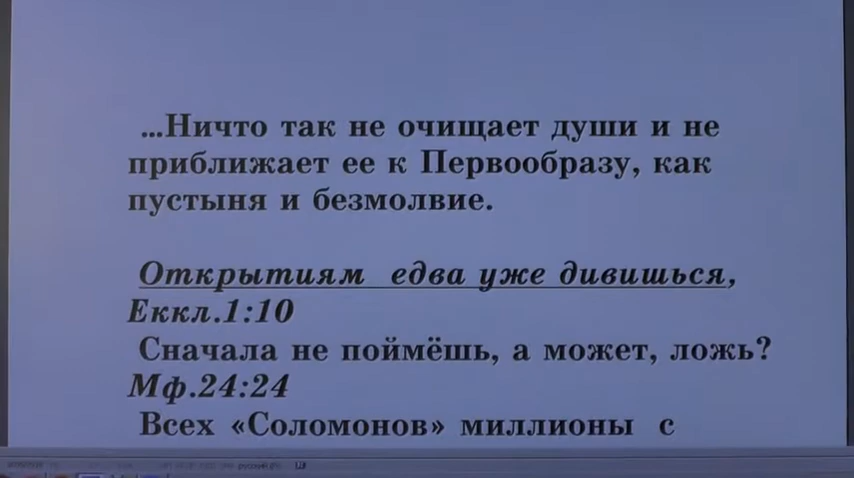 ...Ничто так не очищает души и не
приближает ее к Первообразу, как
пустыня и безмолвие.
Открытиям едва уже дивишься,
Еккл.1:10
Сначала не поймёшь, а может, ложь?
Мф.24:24
Всех «Соломонов» миллионы с